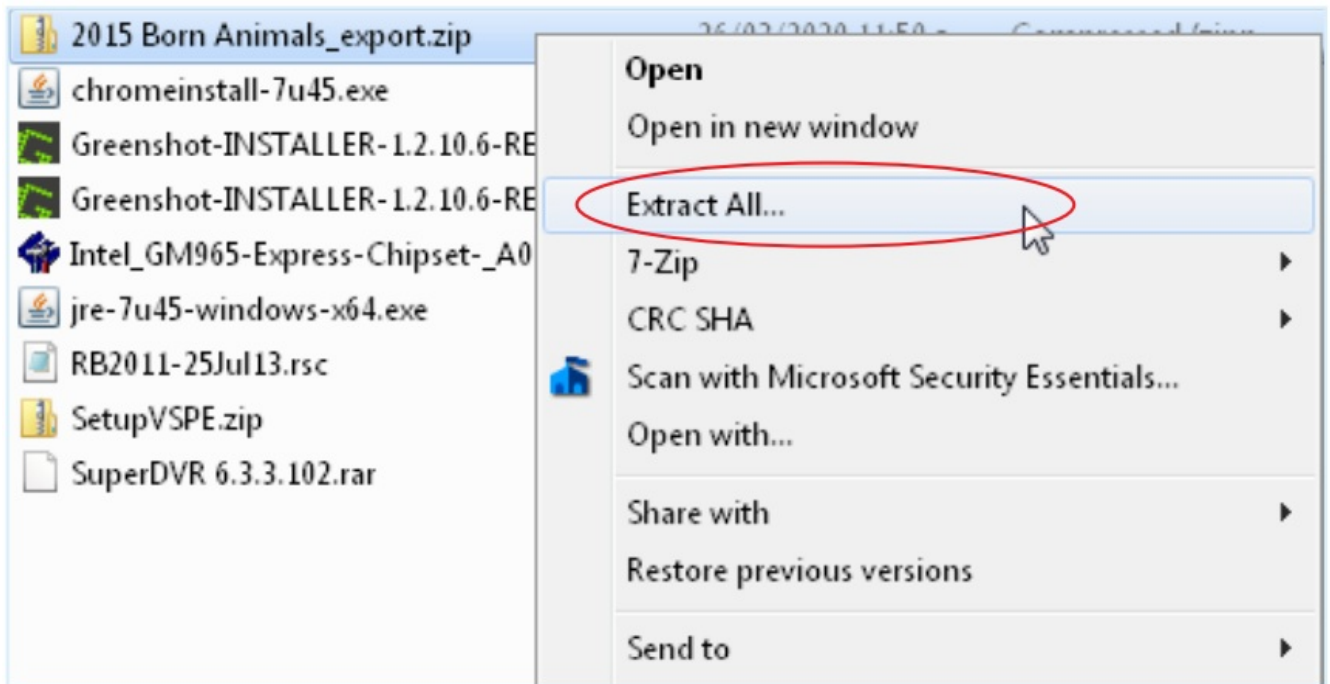 2015 Born Animals_export.zip
chromeinstall-7u45.exe
Greenshot-INSTALLER-1.2.10.6-RE
Greenshot-INSTALLER-1.2.10.6-RE
Intel_GM965-Express-Chipset-_A0
jre-7u45-windows-x64.exe
RB2011-25Jul13.rsc
SetupVSPE.zip
SuperDVR 6.3.3.102.rar
Open
Open in new window
Extract All...
7-Zip
CRC SHA
Scan with Microsoft Security Essentials...
Open with...
Share with
Restore previous versions
Send to